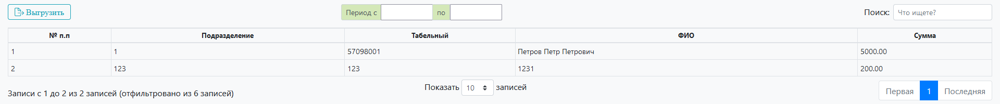 Выгрузить Период с по Поиск: Что ищете?
№ п.п Подразделение Табельный ФИО Сумма
1 1 57098001 Петров Петр Петрович 5000.00
2 123 123 1231 200.00
Записи с 1 до 2 из 2 записей (отфильтровано из 6 записей) Показать 10 записей Первая 1 Последняя